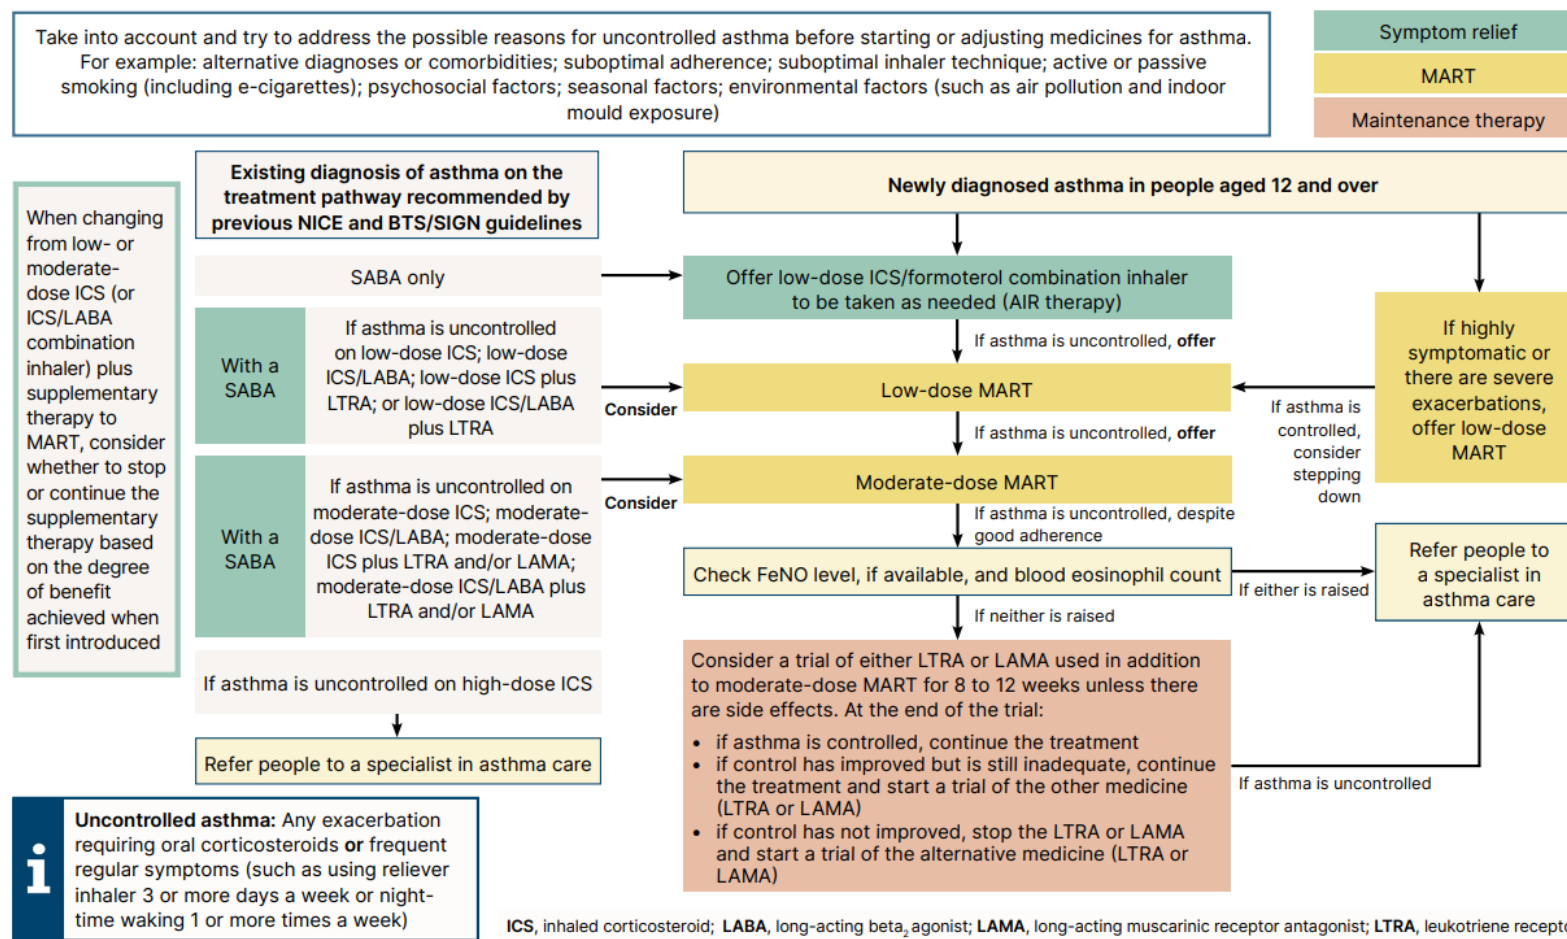 Take into account and try to address the possible reasons for uncontrolled asthma before starting or adjusting medicines for asthma.
For example: alternative diagnoses or comorbidities; suboptimal adherence; suboptimal inhaler technique; active or passive
smoking (including e-cigarettes); psychosocial factors; seasonal factors; environmental factors (such as air pollution and indoor
mould exposure)
Symptom relief
MART
Maintenance therapy
When changing
from low- or
moderate-
dose ICS (or
ICS/LABA
combination
inhaler) plus
supplementary
therapy to
MART, consider
whether to stop
or continue the
supplementary
therapy based
on the degree
of benefit
achieved when
first introduced
Existing diagnosis of asthma on the
treatment pathway recommended by
previous NICE and BTS/SIGN guidelines
SABA only
With a
SABA
If asthma is uncontrolled
on low-dose ICS; low-dose
ICS/LABA; low-dose ICS plus
LTRA; or low-dose ICS/LABA
plus LTRA
Consider
With a
SABA
If asthma is uncontrolled on
moderate-dose ICS; moderate-
dose ICS/LABA; moderate-dose
ICS plus LTRA and/or LAMA;
moderate-dose ICS/LABA plus
LTRA and/or LAMA
Consider
If asthma is uncontrolled on high-dose ICS
Refer people to a specialist in asthma care
Newly diagnosed asthma in people aged 12 and over
Offer low-dose ICS/formoterol combination inhaler
to be taken as needed (AIR therapy)
If asthma is uncontrolled, offer
Low-dose MART
If asthma is uncontrolled, offer
Moderate-dose MART
If asthma is uncontrolled, despite
good adherence
Check FeNO level, if available, and blood eosinophil count
If neither is raised
Consider a trial of either LTRA or LAMA used in addition
to moderate-dose MART for 8 to 12 weeks unless there
are side effects. At the end of the trial:
• if asthma is controlled, continue the treatment
• if control has improved but is still inadequate, continue
the treatment and start a trial of the other medicine
(LTRA or LAMA)
• if control has not improved, stop the LTRA or LAMA
and start a trial of the alternative medicine (LTRA or
LAMA)
If highly
symptomatic or
there are severe
exacerbations,
offer low-dose
MART
If asthma is
controlled,
consider
stepping
down
If either is raised
Refer people to
a specialist in
asthma care
If asthma is uncontrolled
i
Uncontrolled asthma: Any exacerbation
requiring oral corticosteroids or frequent
regular symptoms (such as using reliever
inhaler 3 or more days a week or night-
time waking 1 or more times a week)
ICS, inhaled corticosteroid; LABA, long-acting beta₂ agonist; LAMA, long-acting muscarinic receptor antagonist; LTRA, leukotriene